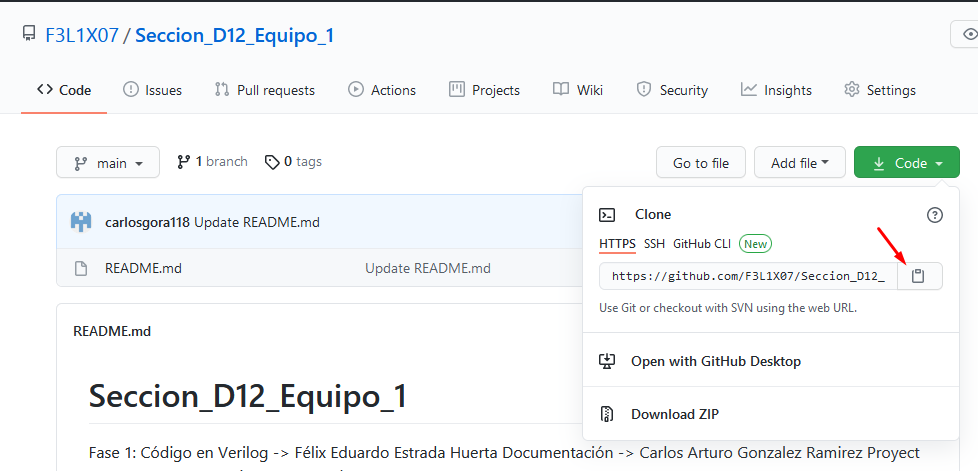 F3L1X07 / Seccion_D12_Equipo_1
Code Issues Pull requests Actions Projects Wiki Security Insights Settings
main 1 branch 0 tags Go to file Add file Code
carlosgora118 Update README.md
README.md Update README.md
Clone
HTTPS SSH GitHub CLI New
https://github.com/F3L1X07/Seccion_D12_
Use Git or checkout with SVN using the web URL.
Open with GitHub Desktop
Download ZIP
README.md
Seccion_D12_Equipo_1
Fase 1: Código en Verilog -> Félix Eduardo Estrada Huerta Documentación -> Carlos Arturo Gonzalez Ramirez Proyect